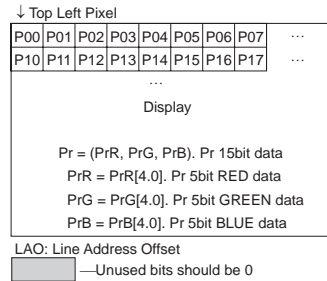 ↓ Top Left Pixel
P00 P01 P02 P03 P04 P05 P06 P07 ...
P10 P11 P12 P13 P14 P15 P16 P17 ...
...
Display
Pr = (PrR, PrG, PrB). Pr 15bit data
PrR = PrR[4.0]. Pr 5bit RED data
PrG = PrG[4.0]. Pr 5bit GREEN data
PrB = PrB[4.0]. Pr 5bit BLUE data
LAO: Line Address Offset
—Unused bits should be 0